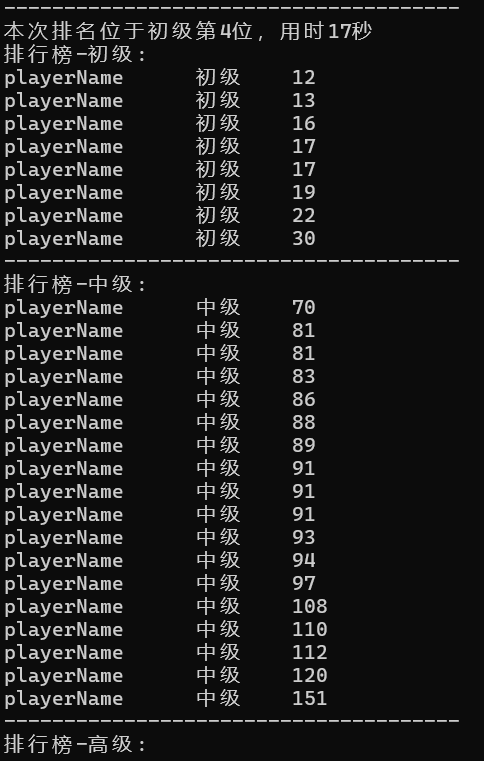 --------------------------------------
本次排名位于初级第4位，用时17秒
排行榜-初级：
playerName      初级    12
playerName      初级    13
playerName      初级    16
playerName      初级    17
playerName      初级    17
playerName      初级    19
playerName      初级    22
playerName      初级    30
--------------------------------------
排行榜-中级：
playerName      中级    70
playerName      中级    81
playerName      中级    81
playerName      中级    83
playerName      中级    86
playerName      中级    88
playerName      中级    89
playerName      中级    91
playerName      中级    91
playerName      中级    91
playerName      中级    93
playerName      中级    94
playerName      中级    97
playerName      中级    108
playerName      中级    110
playerName      中级    112
playerName      中级    120
playerName      中级    151
--------------------------------------
排行榜-高级：